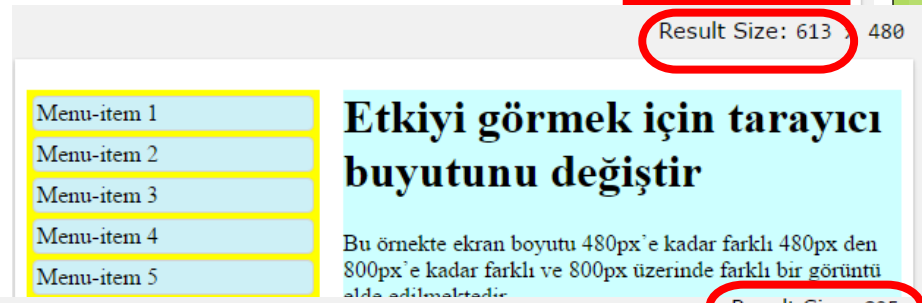 Result Size: 613 x 480
Menu-item 1
Menu-item 2
Menu-item 3
Menu-item 4
Menu-item 5
Etkiyi görmek için tarayıcı
buyutunu değiştir
Bu örnekte ekran boyutu 480px`e kadar farklı 480px den
800px`e kadar farklı ve 800px üzerinde farklı bir görüntü
elde edilmektedir